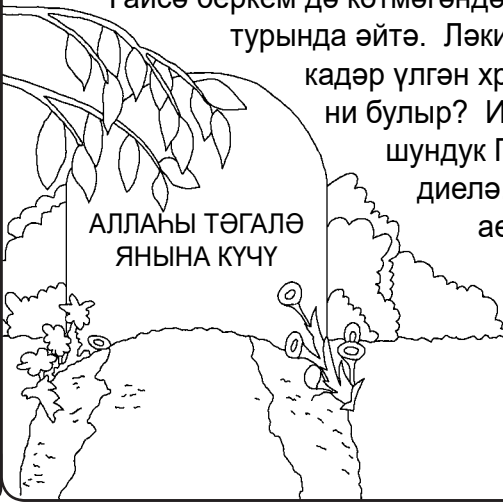 турында әйтә. Ләки
кадәр үлгән хр
ни булыр? И
шундук Г
диелә
ае
АЛЛАҺЫ ТӘГАЛӘ
ЯНЫНА КҮЧҮ